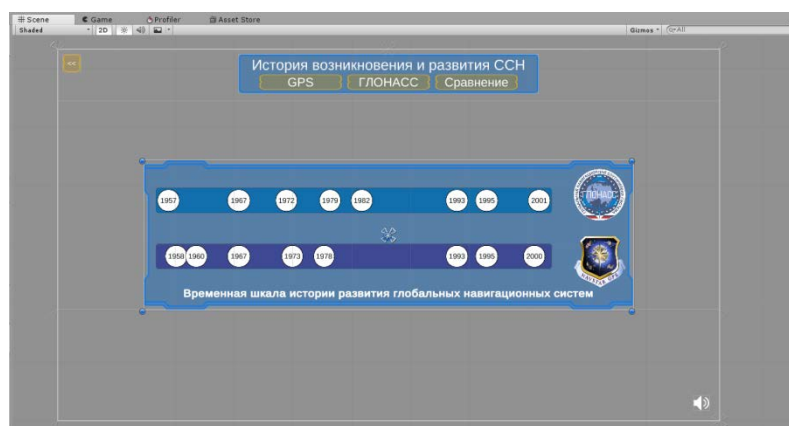 Scene Game Profiler Asset Store
Shaded 2D Gizmos All
<<
История возникновения и развития ССН
GPS ГЛОНАСС Сравнение
1957 1967 1972 1979 1982 1993 1995 2001
ГЛОНАСС
1958 1960 1967 1973 1978 1993 1995 2000
Временная шкала истории развития глобальных навигационных систем